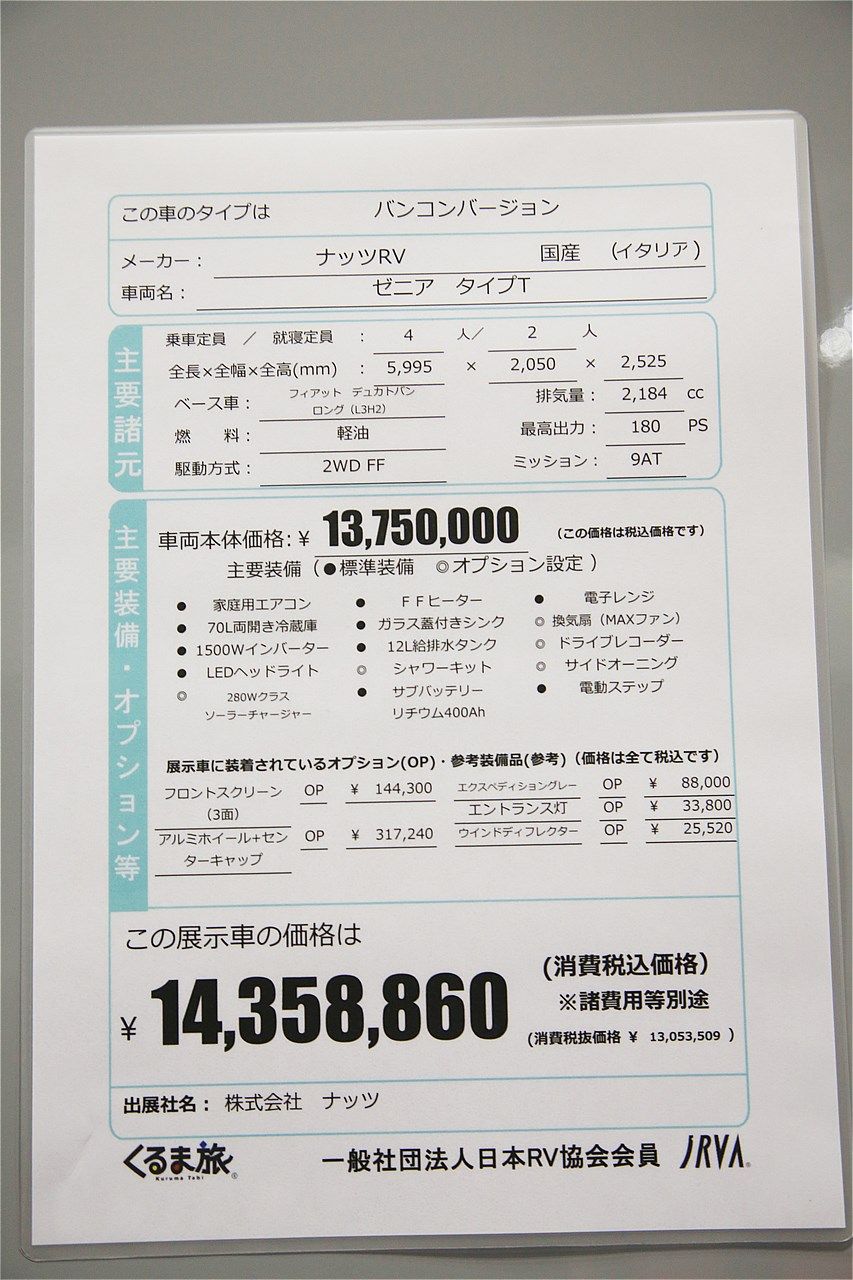 この車のタイプは バンコンバージョン
メーカー： ナッツRV 国産 （イタリア）
車両名： ゼニア タイプT
主要諸元
乗車定員 ／ 就寝定員 ： 4 人／ 2 人
全長×全幅×全高(mm) ： 5,995 × 2,050 × 2,525
ベース車： フィアット デュカトバン ロング（L3H2） 排気量： 2,184 cc
燃 料： 軽油 最高出力： 180 PS
駆動方式： 2WD FF ミッション： 9AT
主要装備・オプション等
車両本体価格: ￥ 13,750,000 （この価格は税込価格です）
主要装備（●標準装備 ◎オプション設定 ）
● 家庭用エアコン ● ＦＦヒーター ● 電子レンジ
● 70L両開き冷蔵庫 ● ガラス蓋付きシンク ◎ 換気扇（MAXファン）
● 1500Wインバーター ● 12L給排水タンク ◎ ドライブレコーダー
● LEDヘッドライト ◎ シャワーキット ◎ サイドオーニング
◎ 280Wクラス ● サブバッテリー ● 電動ステップ
ソーラーチャージャー リチウム400Ah
展示車に装着されているオプション(OP)・参考装備品(参考)（価格は全て税込です）
フロントスクリーン OP ￥ 144,300 エクスペディショングレー OP ￥ 88,000
（3面） エントランス灯 OP ￥ 33,800
アルミホイール+セン OP ￥ 317,240 ウインドディフレクター OP ￥ 25,520
ターキャップ
この展示車の価格は
￥ 14,358,860 (消費税込価格)
※諸費用等別途
(消費税抜価格 ￥ 13,053,509 )
出展社名： 株式会社 ナッツ
くるま旅 一般社団法人日本RV協会会員 JRVA®
Kuruma Tabi